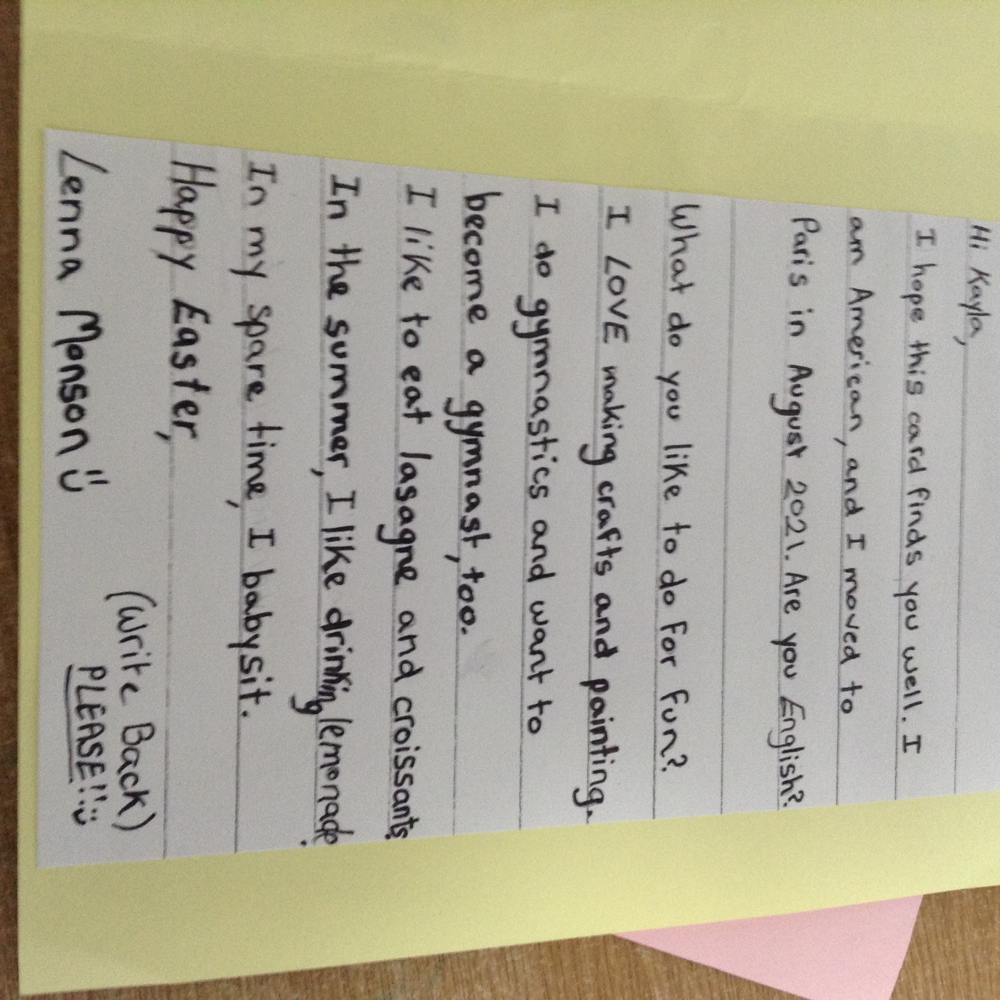 Hi Kayla,
I hope this card finds you well. I
am American, and I moved to
Paris in August 2021. Are you English?
What do you like to do for fun?
I LOVE making crafts and painting.
I do gymnastics and want to
become a gymnast, too.
I like to eat lasagne and croissants.
In the summer, I like drinking lemonade.
In my spare time, I babysit.
Happy Easter,
Lenna Monson :)
(Write Back)
PLEASE!! :)